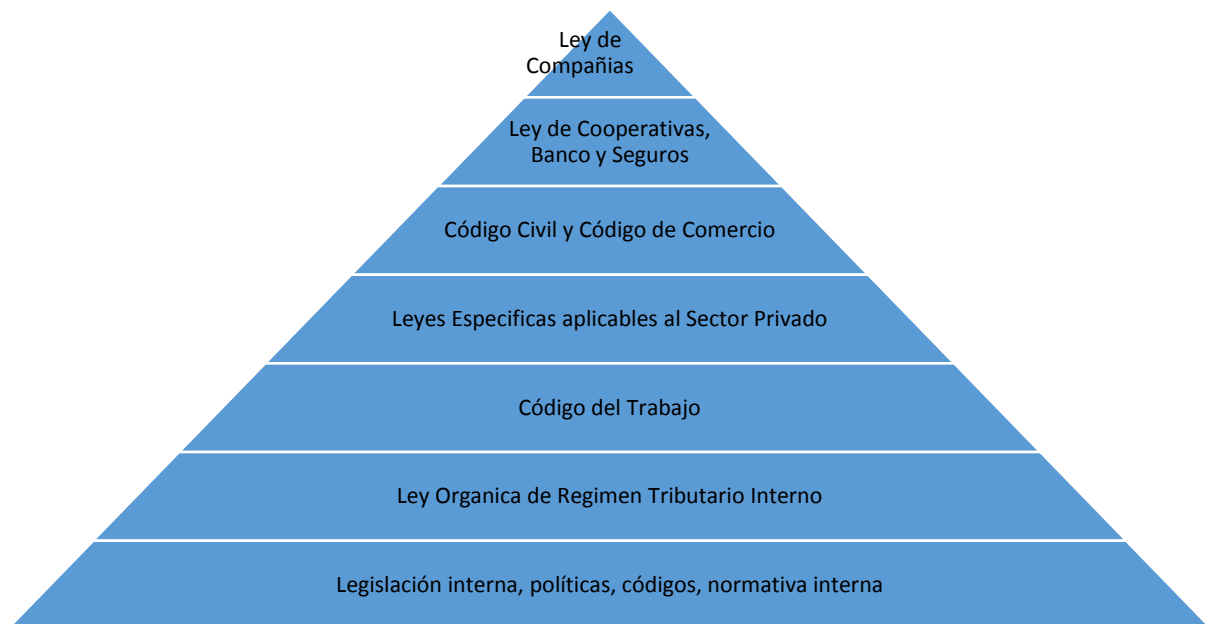 Ley de
Compañias
Ley de Cooperativas,
Banco y Seguros
Código Civil y Código de Comercio
Leyes Especificas aplicables al Sector Privado
Código del Trabajo
Ley Organica de Regimen Tributario Interno
Legislación interna, políticas, códigos, normativa interna